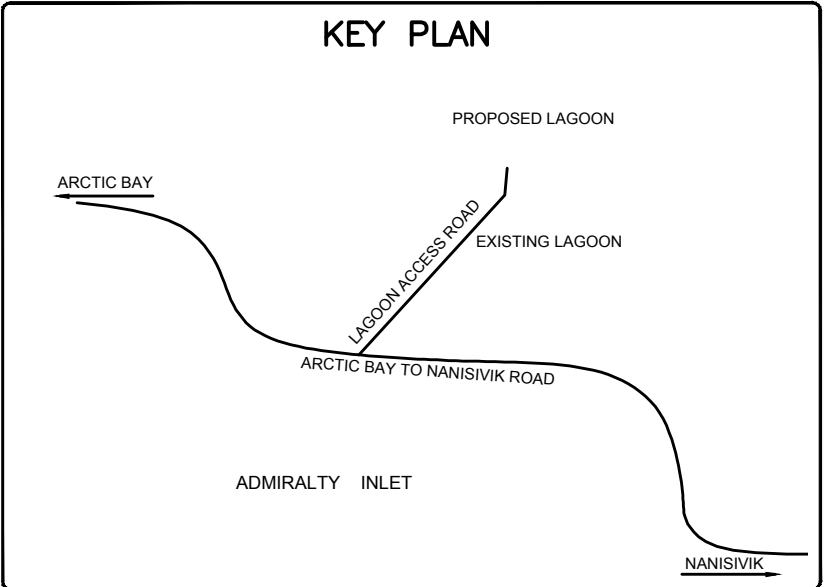 KEY PLAN
PROPOSED LAGOON
ARCTIC BAY
LAGOON ACCESS ROAD
EXISTING LAGOON
ARCTIC BAY TO NANISIVIK ROAD
ADMIRALTY INLET
NANISIVIK